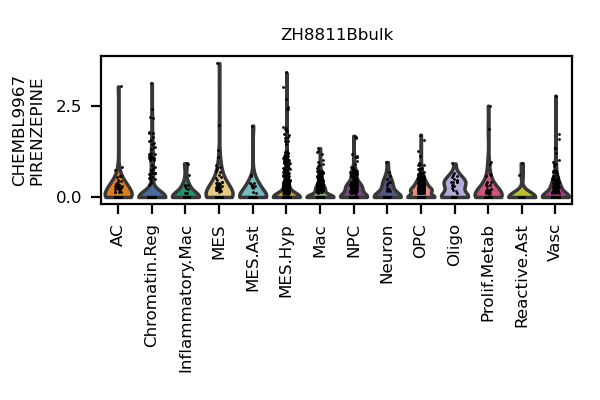 ZH8811Bbulk
CHEMBL9967
PIRENZEPINE
2.5
0.0
AC
Chromatin.Reg
Inflammatory.Mac
MES
MES.Ast
MES.Hyp
Mac
NPC
Neuron
OPC
Oligo
Prolif.Metab
Reactive.Ast
Vasc